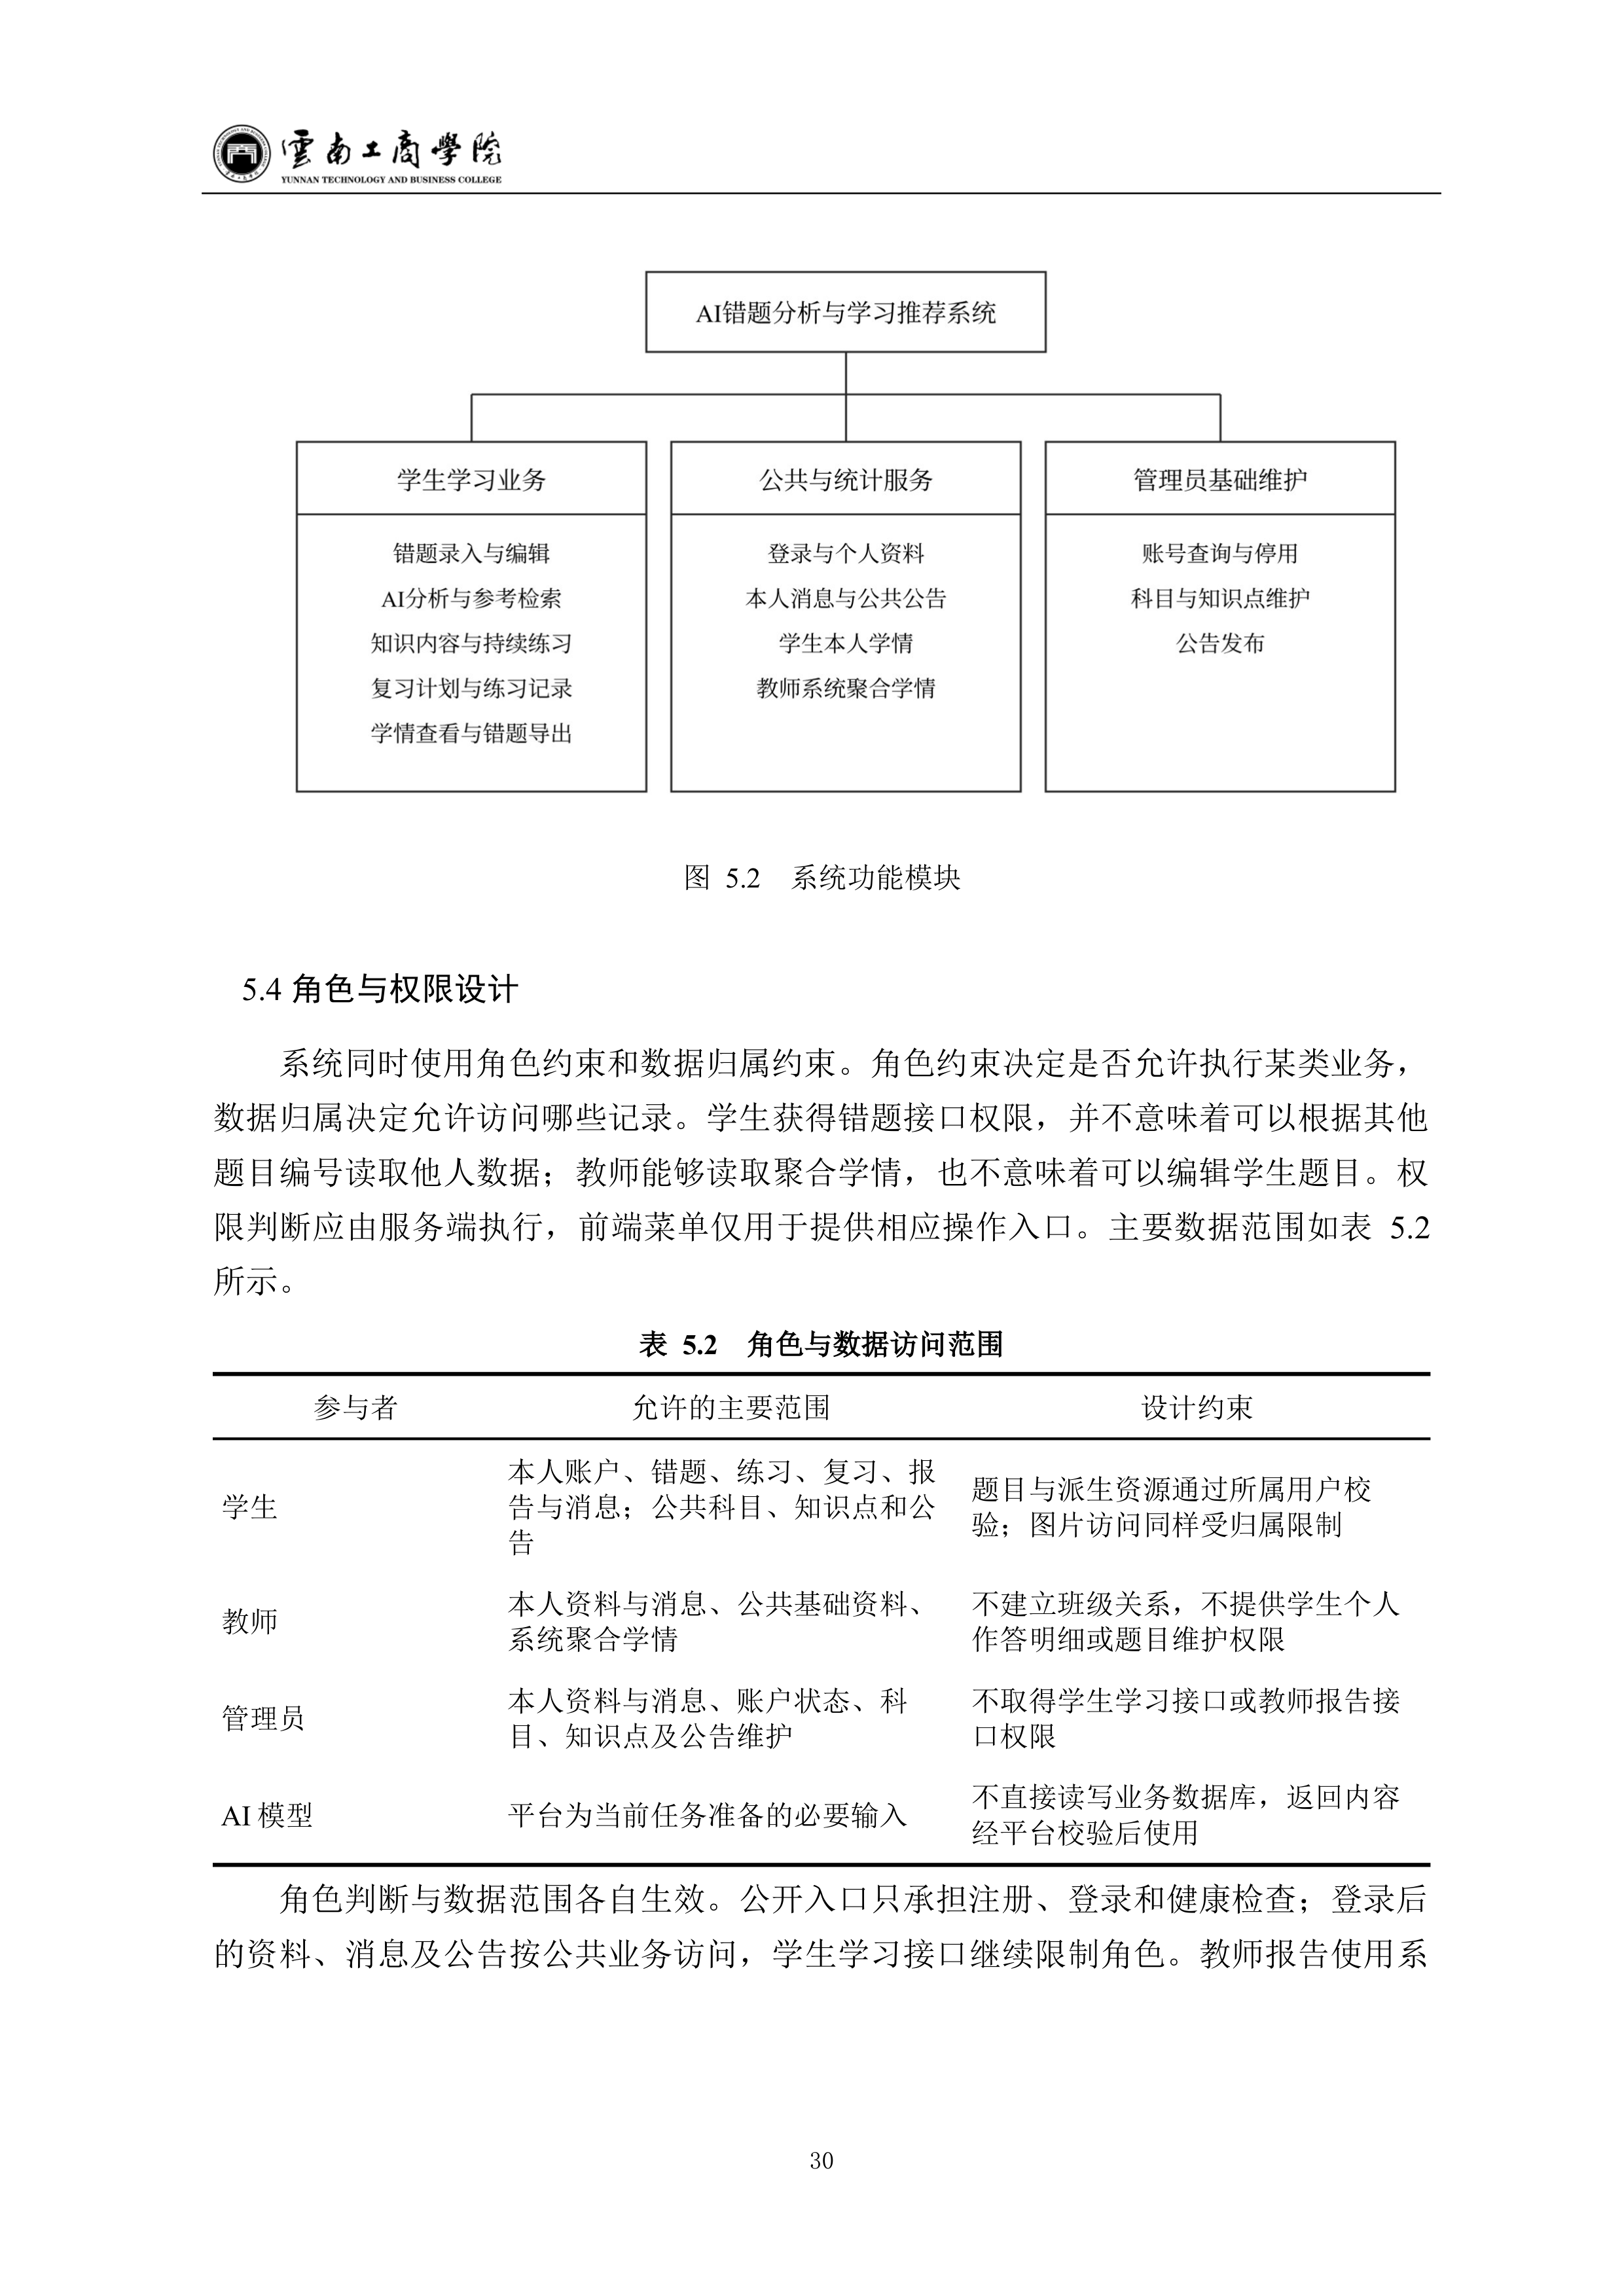 雲南工商學院
YUNNAN TECHNOLOGY AND BUSINESS COLLEGE
AI错题分析与学习推荐系统
学生学习业务
错题录入与编辑
AI分析与参考检索
知识内容与持续练习
复习计划与练习记录
学情查看与错题导出
公共与统计服务
登录与个人资料
本人消息与公共公告
学生本人学情
教师系统聚合学情
管理员基础维护
账号查询与停用
科目与知识点维护
公告发布
图 5.2 系统功能模块
5.4 角色与权限设计
系统同时使用角色约束和数据归属约束。角色约束决定是否允许执行某类业务，
数据归属决定允许访问哪些记录。学生获得错题接口权限，并不意味着可以根据其他
题目编号读取他人数据；教师能够读取聚合学情，也不意味着可以编辑学生题目。权
限判断应由服务端执行，前端菜单仅用于提供相应操作入口。主要数据范围如表 5.2
所示。
表 5.2 角色与数据访问范围
参与者 允许的主要范围 设计约束
学生
本人账户、错题、练习、复习、报
告与消息；公共科目、知识点和公
告
题目与派生资源通过所属用户校
验；图片访问同样受归属限制
教师
本人资料与消息、公共基础资料、
系统聚合学情
不建立班级关系，不提供学生个人
作答明细或题目维护权限
管理员
本人资料与消息、账户状态、科
目、知识点及公告维护
不取得学生学习接口或教师报告接
口权限
AI 模型
平台为当前任务准备的必要输入
不直接读写业务数据库，返回内容
经平台校验后使用
角色判断与数据范围各自生效。公开入口只承担注册、登录和健康检查；登录后
的资料、消息及公告按公共业务访问，学生学习接口继续限制角色。教师报告使用系
30